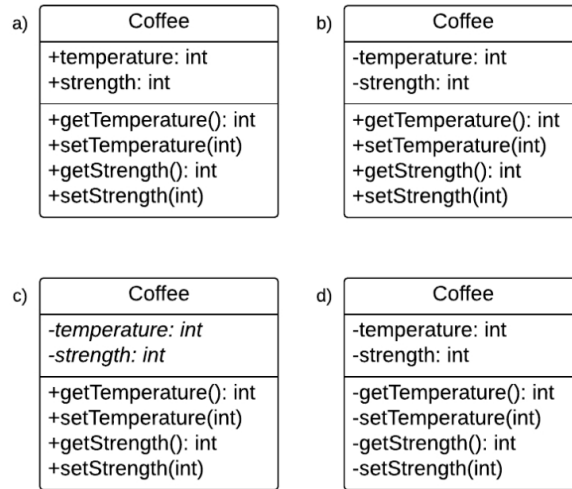 a)
Coffee
+temperature: int
+strength: int
+getTemperature(): int
+setTemperature(int)
+getStrength(): int
+setStrength(int)
b)
Coffee
-temperature: int
-strength: int
+getTemperature(): int
+setTemperature(int)
+getStrength(): int
+setStrength(int)
c)
Coffee
-temperature: int
-strength: int
+getTemperature(): int
+setTemperature(int)
+getStrength(): int
+setStrength(int)
d)
Coffee
-temperature: int
-strength: int
-getTemperature(): int
-setTemperature(int)
-getStrength(): int
-setStrength(int)